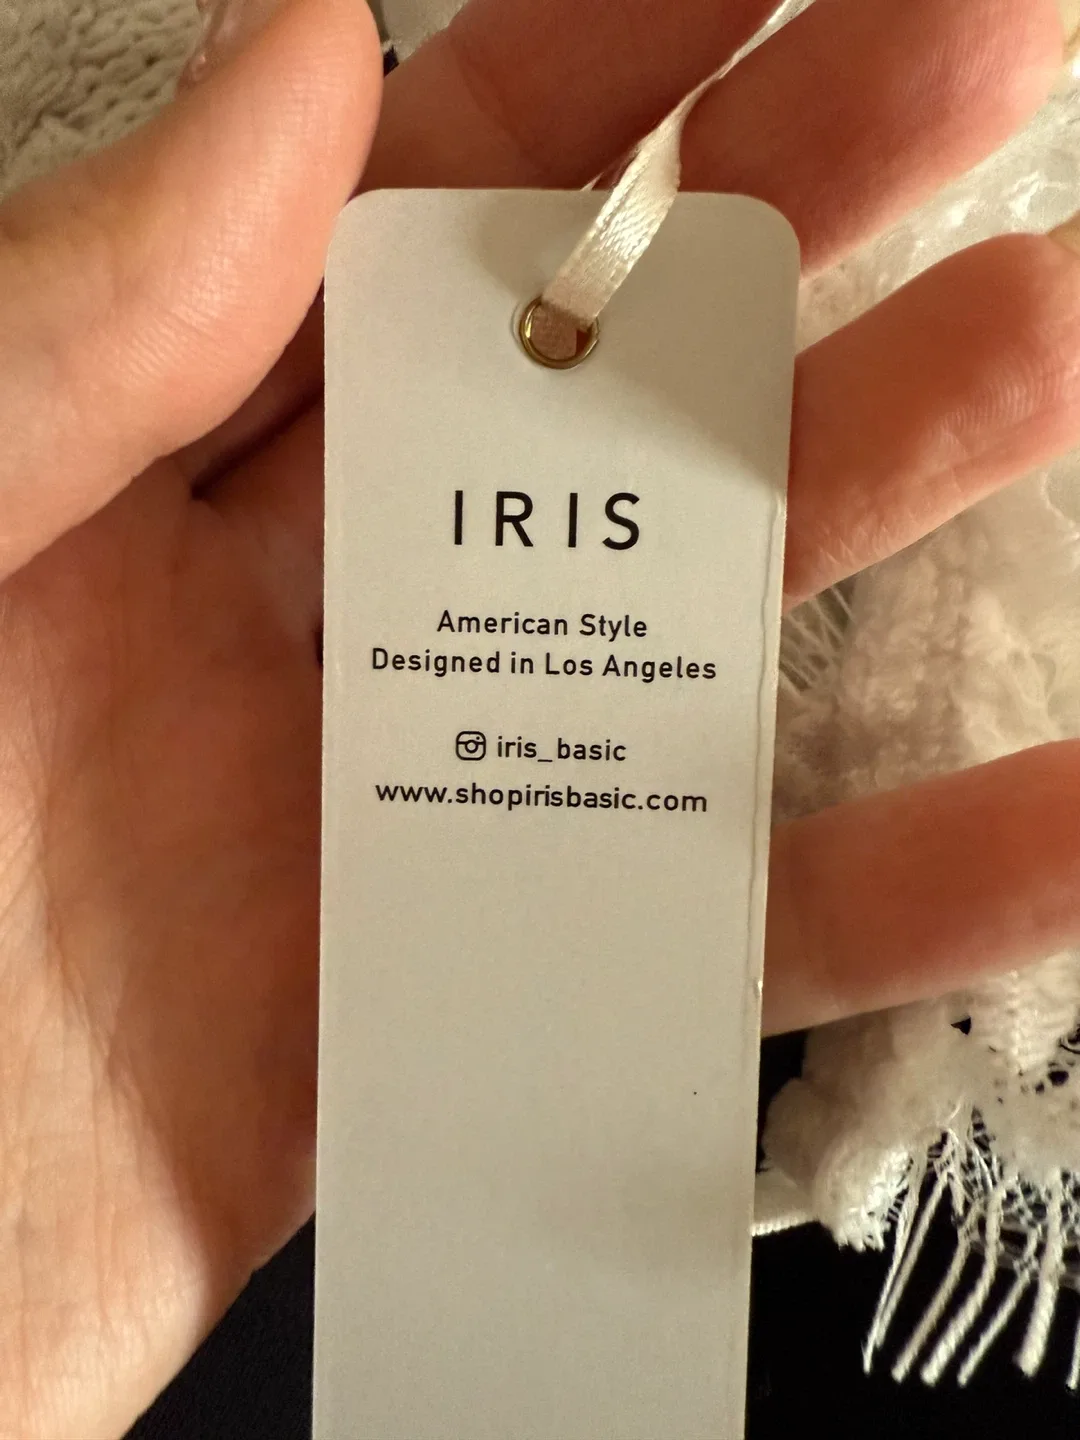 IRIS
American Style
Designed in Los Angeles
iris_basic
www.shopirisbasic.com